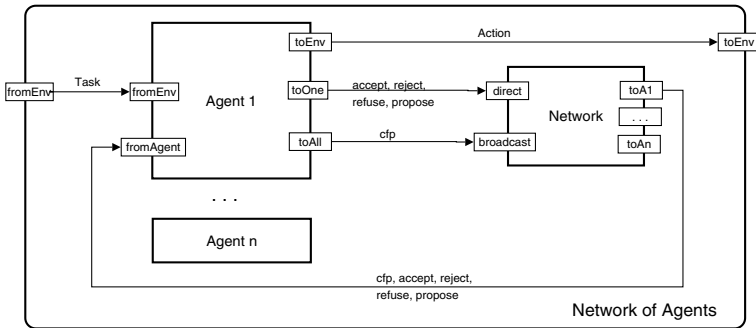 toEnv
Action
toEnv
fromEnv
Task
fromEnv
Agent 1
toOne
accept, reject,
refuse, propose
direct
Network
toA1
. . .
toAn
fromAgent
toAll
cfp
broadcast
. . .
Agent n
cfp, accept, reject,
refuse, propose
Network of Agents